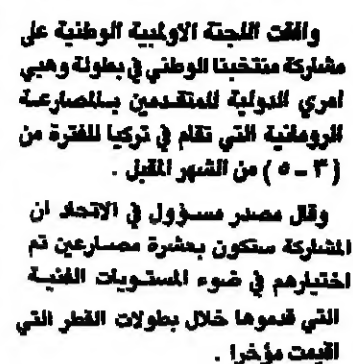 وافقت اللجنة الاولمبية الوطنية على
مشاركة منتخبنا الوطني في بطولة وهبي
امري الدولية للمتقدمين بالمصارعة
الرومانية التي تقام في تركيا للفترة من
( ٣ - ٥ ) من الشهر المقبل .
وقال مصدر مسؤول في الاتحاد ان
المشاركة ستكون بعشرة مصارعين تم
اختيارهم في ضوء المستويات الفنية
التي قدموها خلال بطولات القطر التي
اقيمت مؤخرا .